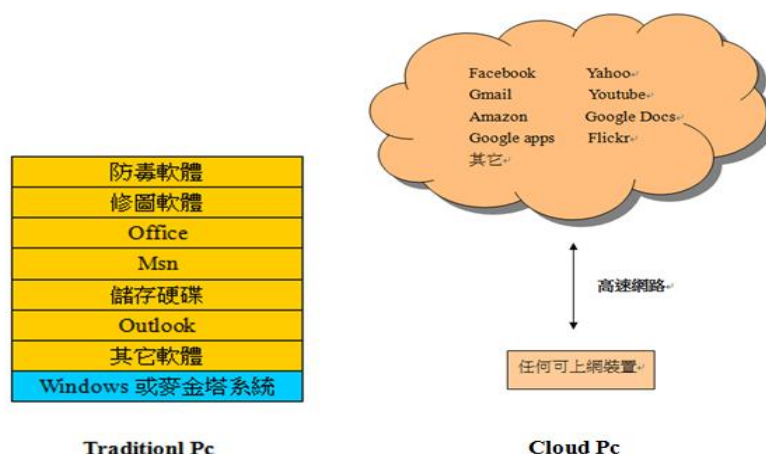 防毒軟體
修圖軟體
Office
Msn
儲存硬碟
Outlook
其它軟體
Windows 或麥金塔系統
Traditionl Pc
Facebook Yahoo
Gmail Youtube
Amazon Google Docs
Google apps Flickr
其它
高速網路
任何可上網裝置
Cloud Pc